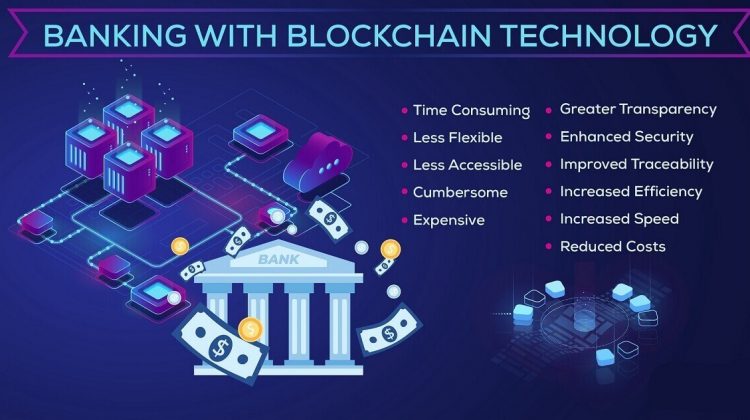 BANKING WITH BLOCKCHAIN TECHNOLOGY
Time Consuming
Less Flexible
Less Accessible
Cumbersome
Expensive
Greater Transparency
Enhanced Security
Improved Traceability
Increased Efficiency
Increased Speed
Reduced Costs
BANK
$
$
$
$
$
$
$